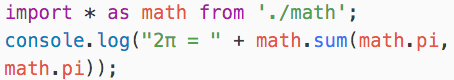 import * as math from './math';
console.log("2π = " + math.sum(math.pi,
math.pi));